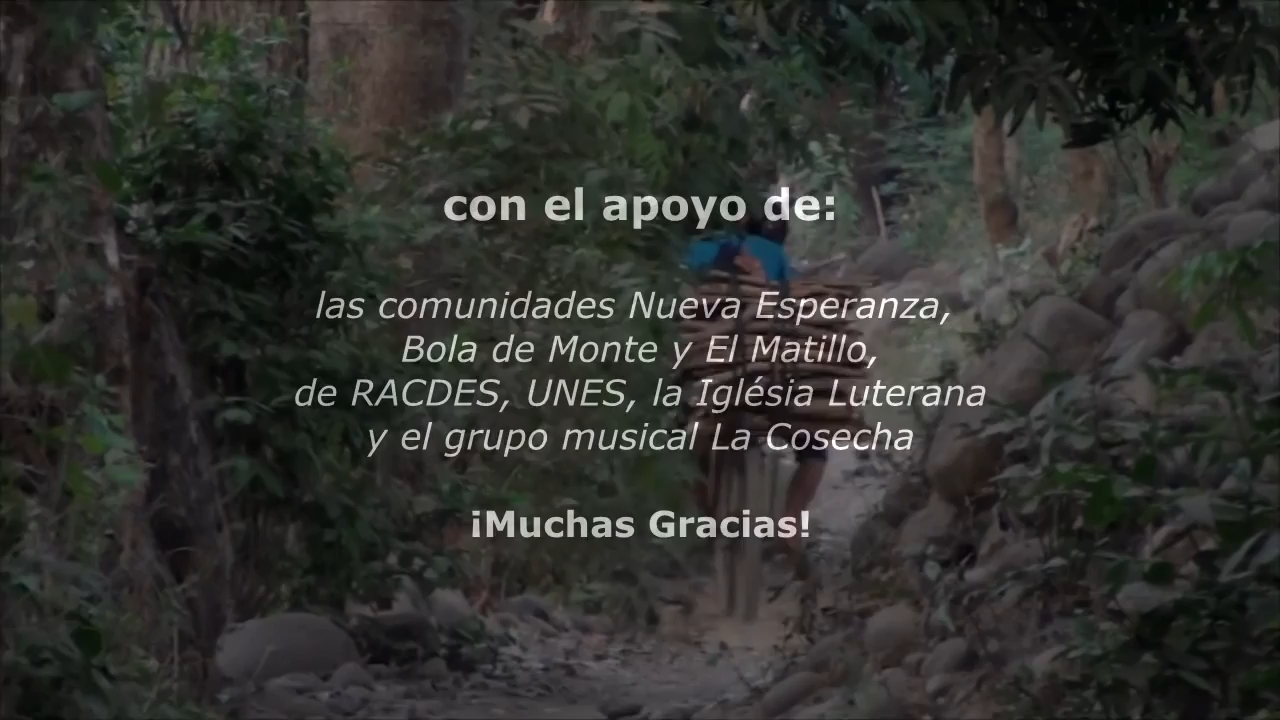 con el apoyo de:
las comunidades Nueva Esperanza,
Bola de Monte y El Matillo,
de RACDES, UNES, la Iglésia Luterana
y el grupo musical La Cosecha
¡Muchas Gracias!